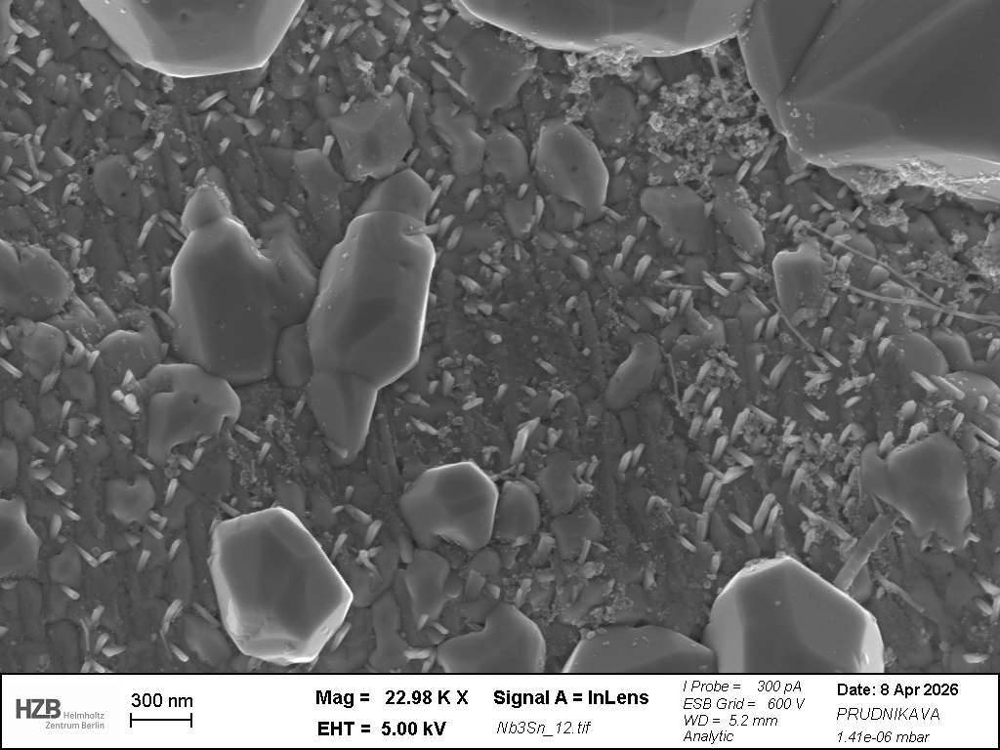 HZB Helmholtz
Zentrum Berlin
300 nm
Mag = 22.98 K X
EHT = 5.00 kV
Signal A = InLens
Nb3Sn_12.tif
I Probe = 300 pA
ESB Grid = 600 V
WD = 5.2 mm
Analytic
Date: 8 Apr 2026
PRUDNIKAVA
1.41e-06 mbar